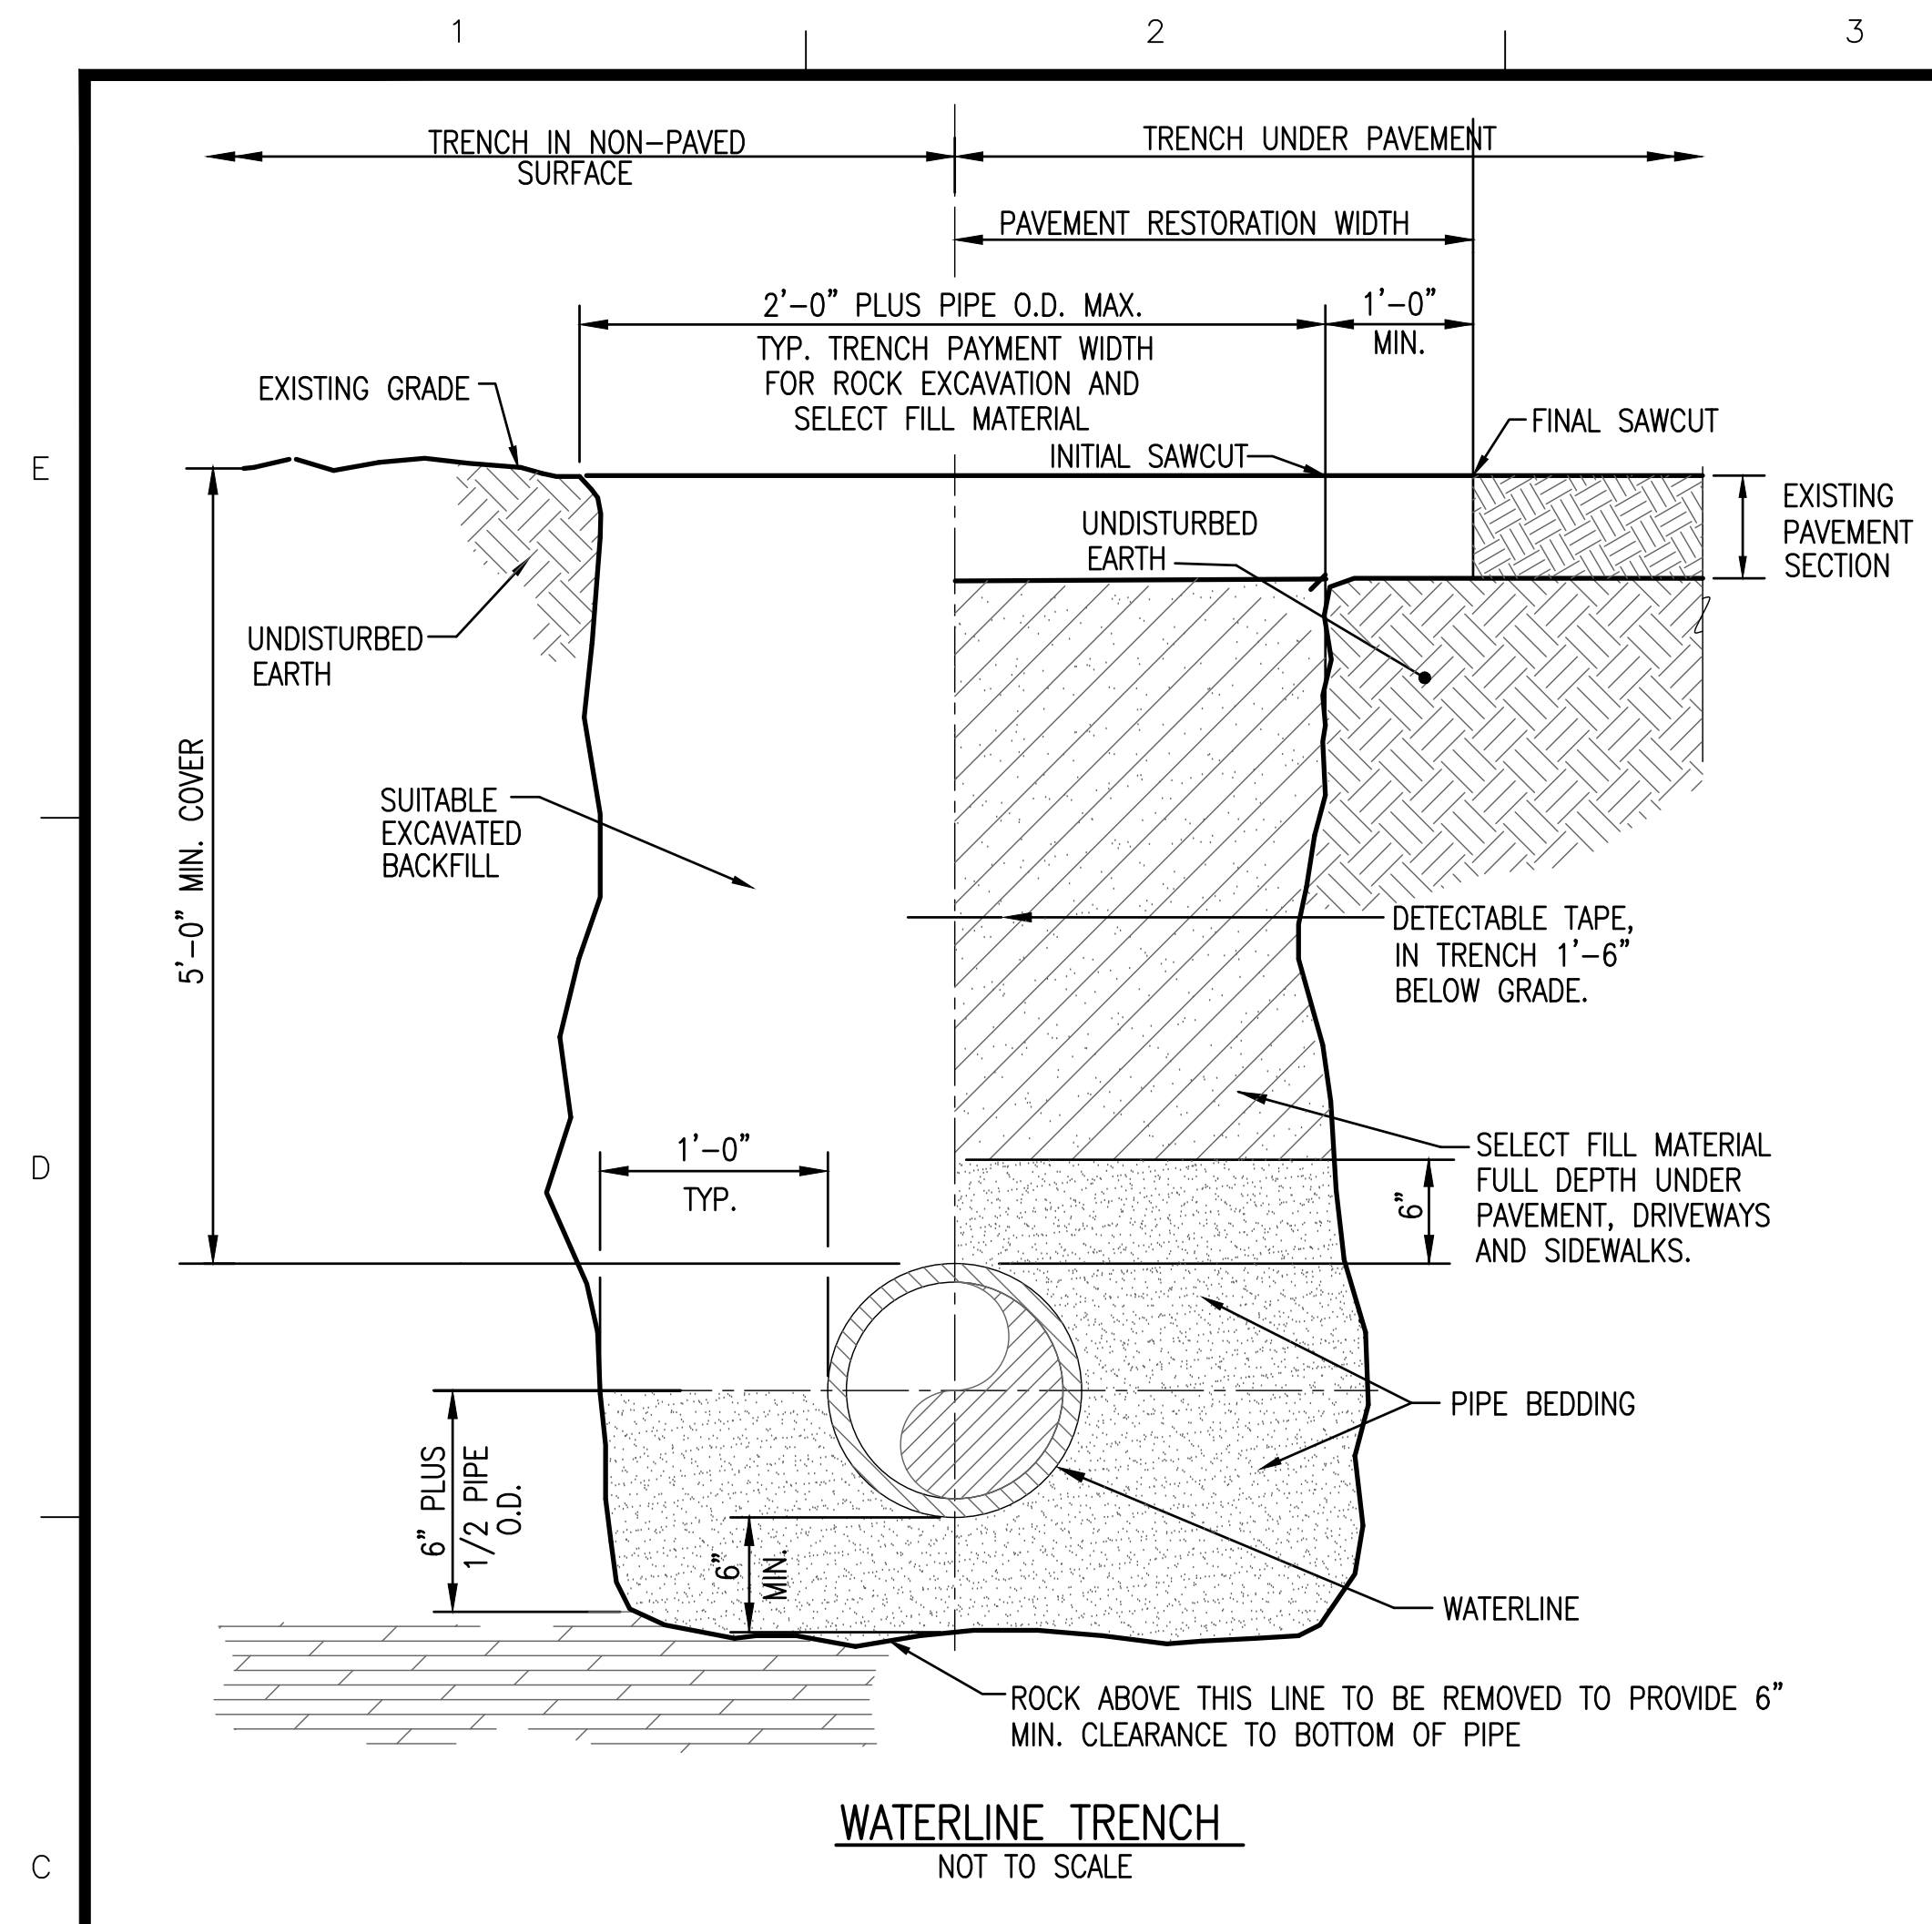 1
2
3
TRENCH IN NON-PAVED
SURFACE
TRENCH UNDER PAVEMENT
PAVEMENT RESTORATION WIDTH
2'-0" PLUS PIPE O.D. MAX.
TYP. TRENCH PAYMENT WIDTH
FOR ROCK EXCAVATION AND
SELECT FILL MATERIAL
1'-0"
MIN.
EXISTING GRADE
FINAL SAWCUT
INITIAL SAWCUT
E
EXISTING
PAVEMENT
SECTION
UNDISTURBED
EARTH
UNDISTURBED
EARTH
5'-0" MIN. COVER
SUITABLE
EXCAVATED
BACKFILL
DETECTABLE TAPE,
IN TRENCH 1'-6"
BELOW GRADE.
D
1'-0"
TYP.
6"
SELECT FILL MATERIAL
FULL DEPTH UNDER
PAVEMENT, DRIVEWAYS
AND SIDEWALKS.
PIPE BEDDING
6" PLUS
1/2 PIPE
O.D.
6"
MIN.
WATERLINE
ROCK ABOVE THIS LINE TO BE REMOVED TO PROVIDE 6"
MIN. CLEARANCE TO BOTTOM OF PIPE
WATERLINE TRENCH
NOT TO SCALE
C